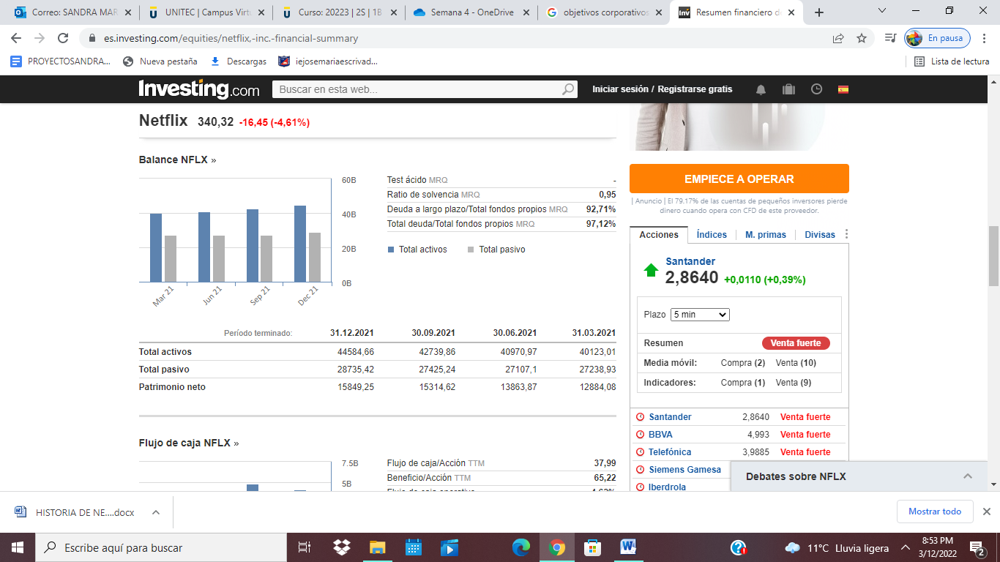 Correo: SANDRA MAR
UNITEC | Campus Virtu
Curso: 20223 | 2S | 1B
Semana 4 - OneDrive
objetivos corporativos
Resumen financiero d
es.investing.com/equities/netflix,-inc.-financial-summary
En pausa
PROYECTOSANDRA...
Nueva pestaña
Descargas
iejosemariaescrivad...
Lista de lectura
Investing.com
Buscar en esta web...
Iniciar sesión / Registrarse gratis
Netflix 340,32 -16,45 (-4,61%)
Balance NFLX »
60B
40B
20B
0B
Mar 21
Jun 21
Sep 21
Dec 21
Test ácido MRQ -
Ratio de solvencia MRQ 0,95
Deuda a largo plazo/Total fondos propios MRQ 92,71%
Total deuda/Total fondos propios MRQ 97,12%
Total activos Total pasivo
Período terminado: 31.12.2021 30.09.2021 30.06.2021 31.03.2021
Total activos 44584,66 42739,86 40970,97 40123,01
Total pasivo 28735,42 27425,24 27107,1 27238,93
Patrimonio neto 15849,25 15314,62 13863,87 12884,08
Flujo de caja NFLX »
7.5B
5B
Flujo de caja/Acción TTM 37,99
Beneficio/Acción TTM 65,22
EMPIECE A OPERAR
| Anuncio | El 79.17% de las cuentas de pequeños inversores pierde
dinero cuando opera con CFD de este proveedor.
Acciones
Índices
M. primas
Divisas
Santander
2,8640 +0,0110 (+0,39%)
Plazo 5 min
Resumen Venta fuerte
Media móvil: Compra (2) Venta (10)
Indicadores: Compra (1) Venta (9)
Santander 2,8640 Venta fuerte
BBVA 4,993 Venta fuerte
Telefónica 3,9885 Venta fuerte
Siemens Gamesa
Iberdrola
Debates sobre NFLX
HISTORIA DE NE....docx
Mostrar todo
Escribe aquí para buscar
11°C Lluvia ligera
8:53 PM
3/12/2022
2